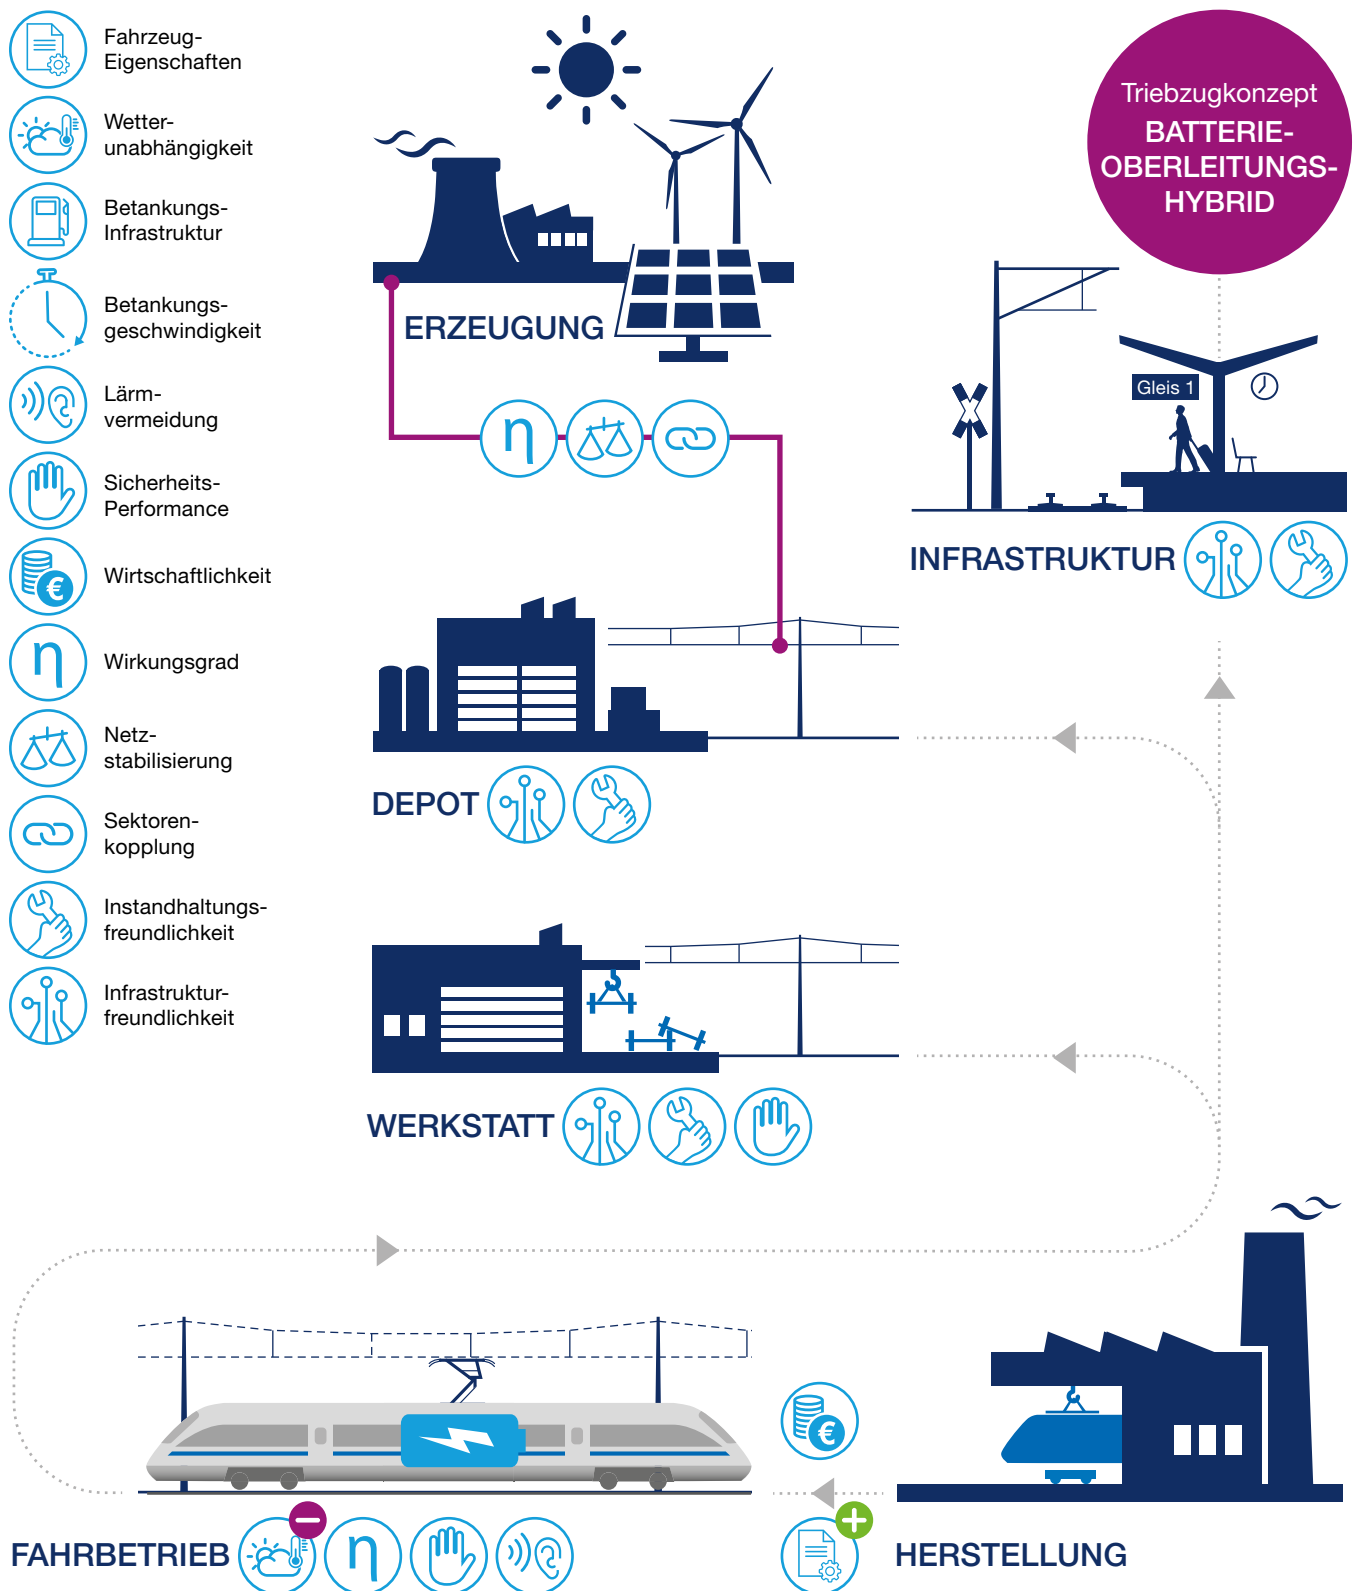 Fahrzeug-
Eigenschaften
Wetter-
unabhängigkeit
Betankungs-
Infrastruktur
Betankungs-
geschwindigkeit
Lärm-
vermeidung
Sicherheits-
Performance
€
Wirtschaftlichkeit
η
Wirkungsgrad
Netz-
stabilisierung
Sektoren-
kopplung
Instandhaltungs-
freundlichkeit
Infrastruktur-
freundlichkeit
Triebzugkonzept
BATTERIE-
OBERLEITUNGS-
HYBRID
ERZEUGUNG
η
Gleis 1
INFRASTRUKTUR
DEPOT
WERKSTATT
€
FAHRBETRIEB
η
HERSTELLUNG